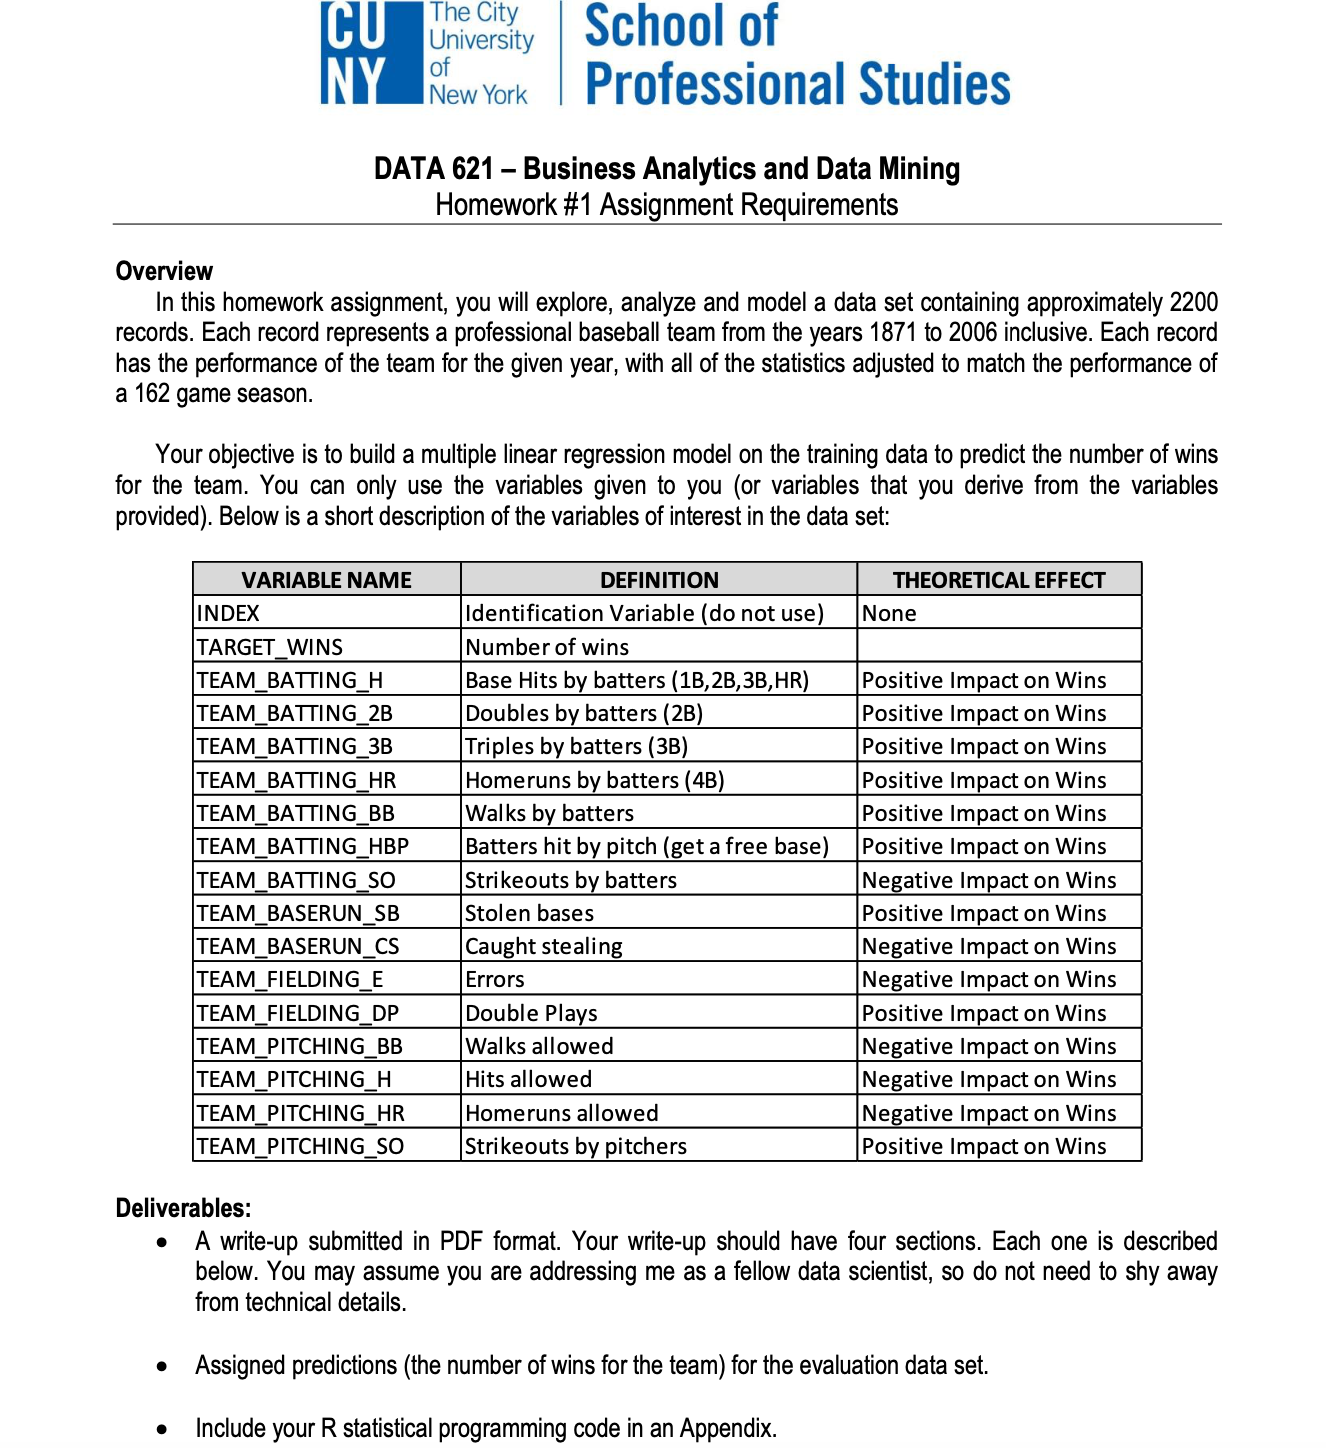 CU
NY
The City
University
of
New York
School of
Professional Studies
DATA 621 – Business Analytics and Data Mining
Homework #1 Assignment Requirements
Overview
In this homework assignment, you will explore, analyze and model a data set containing approximately 2200
records. Each record represents a professional baseball team from the years 1871 to 2006 inclusive. Each record
has the performance of the team for the given year, with all of the statistics adjusted to match the performance of
a 162 game season.
Your objective is to build a multiple linear regression model on the training data to predict the number of wins
for the team. You can only use the variables given to you (or variables that you derive from the variables
provided). Below is a short description of the variables of interest in the data set:
VARIABLE NAME DEFINITION THEORETICAL EFFECT
INDEX Identification Variable (do not use) None
TARGET_WINS Number of wins
TEAM_BATTING_H Base Hits by batters (1B,2B,3B,HR) Positive Impact on Wins
TEAM_BATTING_2B Doubles by batters (2B) Positive Impact on Wins
TEAM_BATTING_3B Triples by batters (3B) Positive Impact on Wins
TEAM_BATTING_HR Homeruns by batters (4B) Positive Impact on Wins
TEAM_BATTING_BB Walks by batters Positive Impact on Wins
TEAM_BATTING_HBP Batters hit by pitch (get a free base) Positive Impact on Wins
TEAM_BATTING_SO Strikeouts by batters Negative Impact on Wins
TEAM_BASERUN_SB Stolen bases Positive Impact on Wins
TEAM_BASERUN_CS Caught stealing Negative Impact on Wins
TEAM_FIELDING_E Errors Negative Impact on Wins
TEAM_FIELDING_DP Double Plays Positive Impact on Wins
TEAM_PITCHING_BB Walks allowed Negative Impact on Wins
TEAM_PITCHING_H Hits allowed Negative Impact on Wins
TEAM_PITCHING_HR Homeruns allowed Negative Impact on Wins
TEAM_PITCHING_SO Strikeouts by pitchers Positive Impact on Wins
Deliverables:
• A write-up submitted in PDF format. Your write-up should have four sections. Each one is described
below. You may assume you are addressing me as a fellow data scientist, so do not need to shy away
from technical details.
• Assigned predictions (the number of wins for the team) for the evaluation data set.
• Include your R statistical programming code in an Appendix.